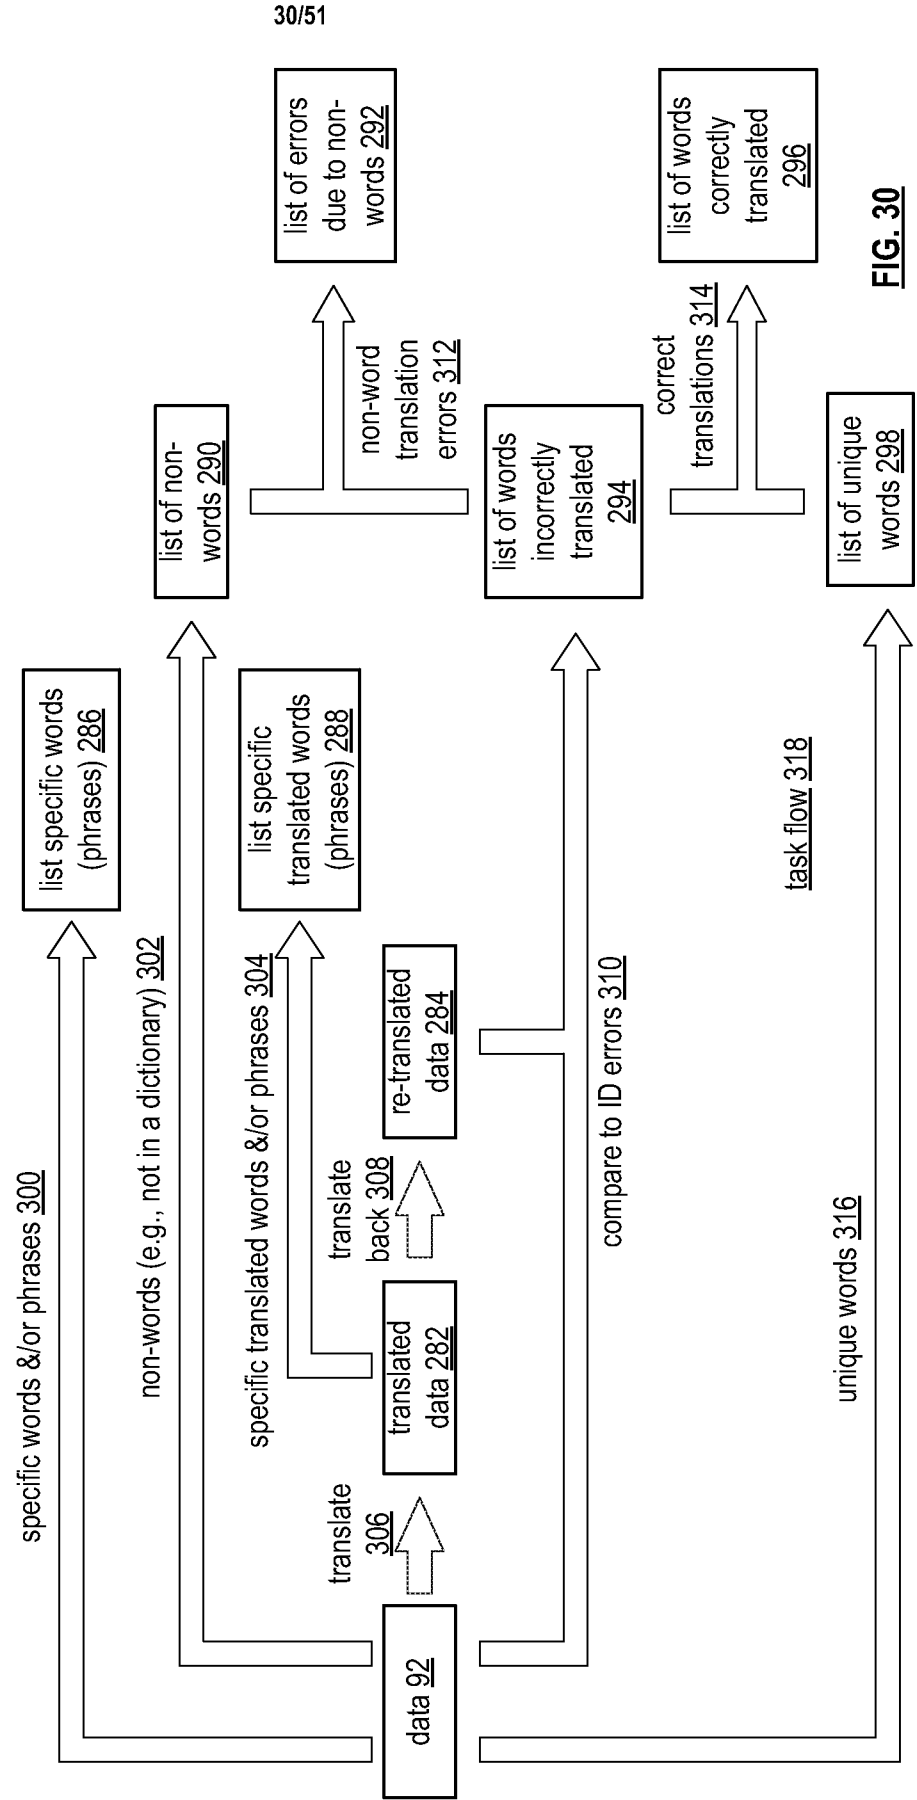 30/51
specific words &/or phrases 300
list specific words
(phrases) 286
non-words (e.g., not in a dictionary) 302
list of non-
words 290
list of errors
due to non-
words 292
specific translated words &/or phrases 304
list specific
translated words
(phrases) 288
non-word
translation
errors 312
data 92
translate
306
translated
data 282
translate
back 308
re-translated
data 284
compare to ID errors 310
list of words
incorrectly
translated
294
correct
translations 314
list of words
correctly
translated
296
unique words 316
task flow 318
list of unique
words 298
FIG. 30